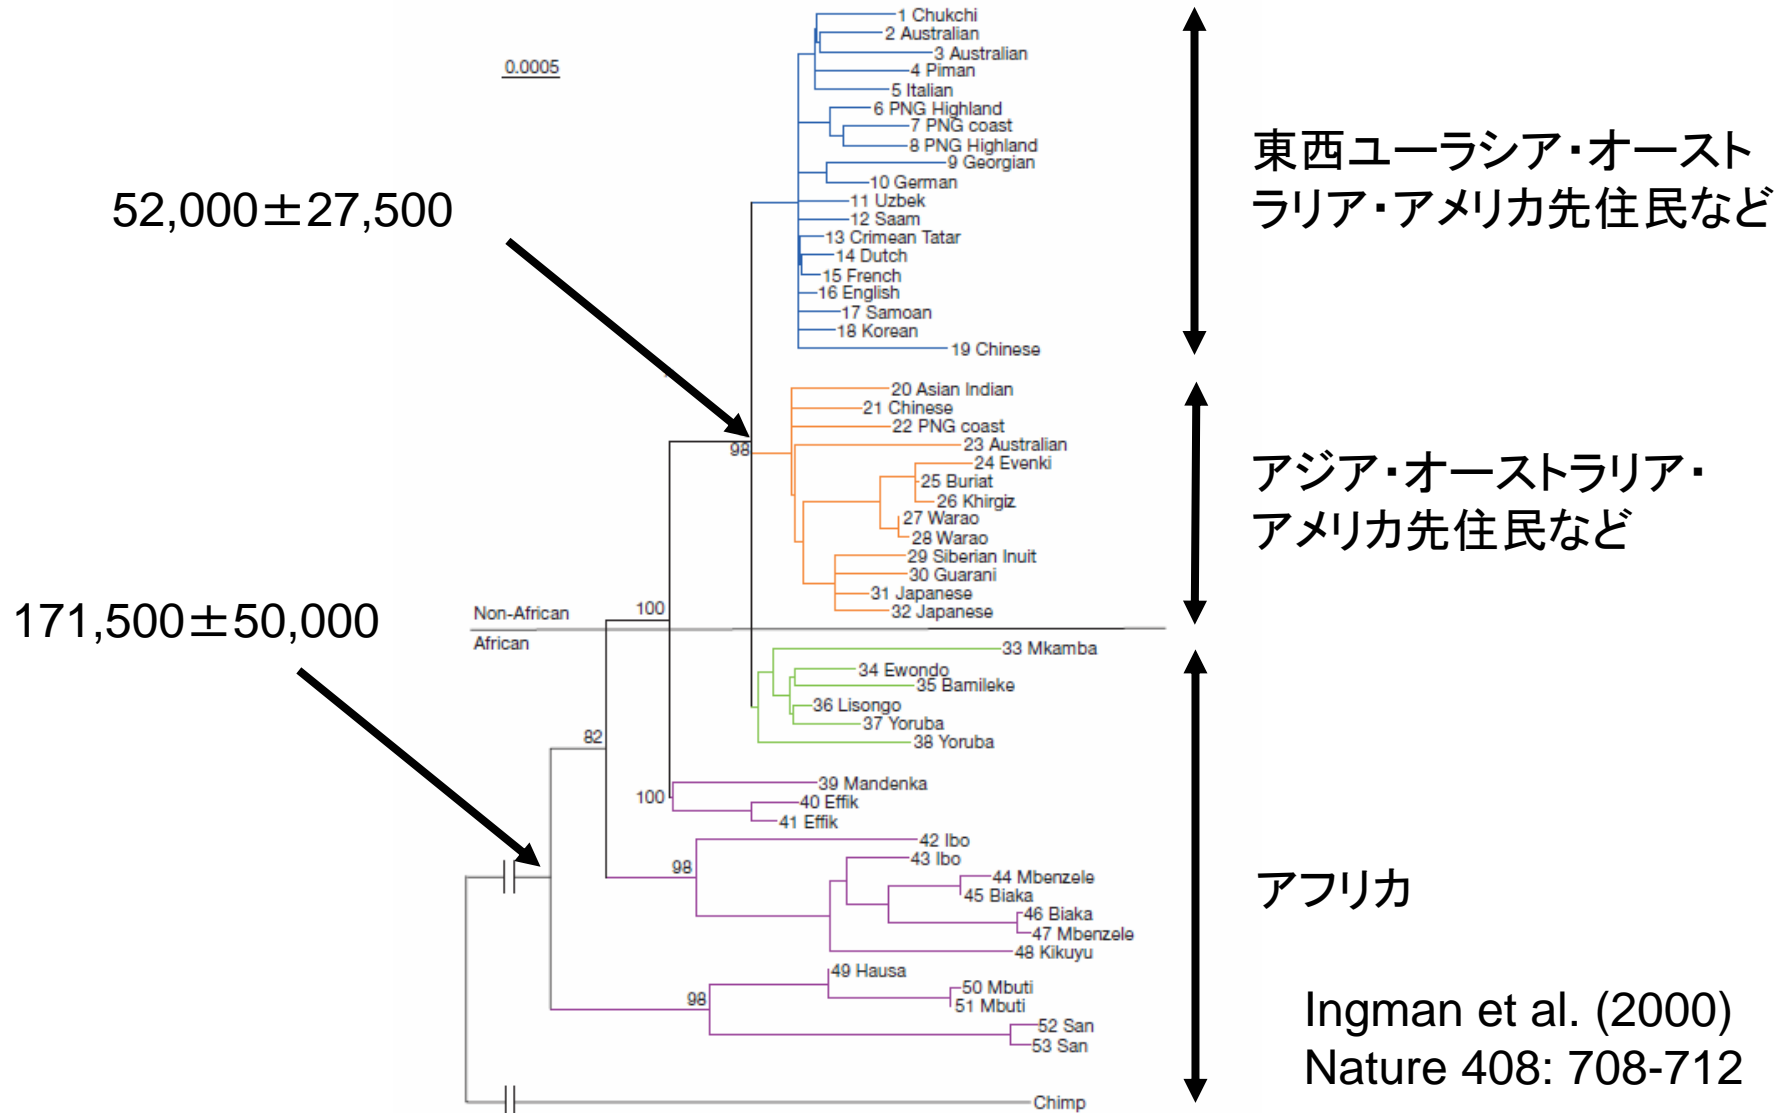 0.0005
1 Chukchi
2 Australian
3 Australian
4 Piman
5 Italian
6 PNG Highland
7 PNG coast
8 PNG Highland
9 Georgian
10 German
11 Uzbek
12 Saam
13 Crimean Tatar
14 Dutch
15 French
16 English
17 Samoan
18 Korean
19 Chinese
東西ユーラシア・オースト
ラリア・アメリカ先住民など
52,000±27,500
98
20 Asian Indian
21 Chinese
22 PNG coast
23 Australian
24 Evenki
25 Buriat
26 Khirgiz
27 Warao
28 Warao
29 Siberian Inuit
30 Guarani
31 Japanese
32 Japanese
アジア・オーストラリア・
アメリカ先住民など
171,500±50,000
100
Non-African
African
33 Mkamba
34 Ewondo
35 Bamileke
36 Lisongo
37 Yoruba
38 Yoruba
82
100
39 Mandenka
40 Effik
41 Effik
98
42 Ibo
43 Ibo
44 Mbenzele
45 Biaka
46 Biaka
47 Mbenzele
48 Kikuyu
98
49 Hausa
50 Mbuti
51 Mbuti
52 San
53 San
Chimp
アフリカ
Ingman et al. (2000)
Nature 408: 708-712